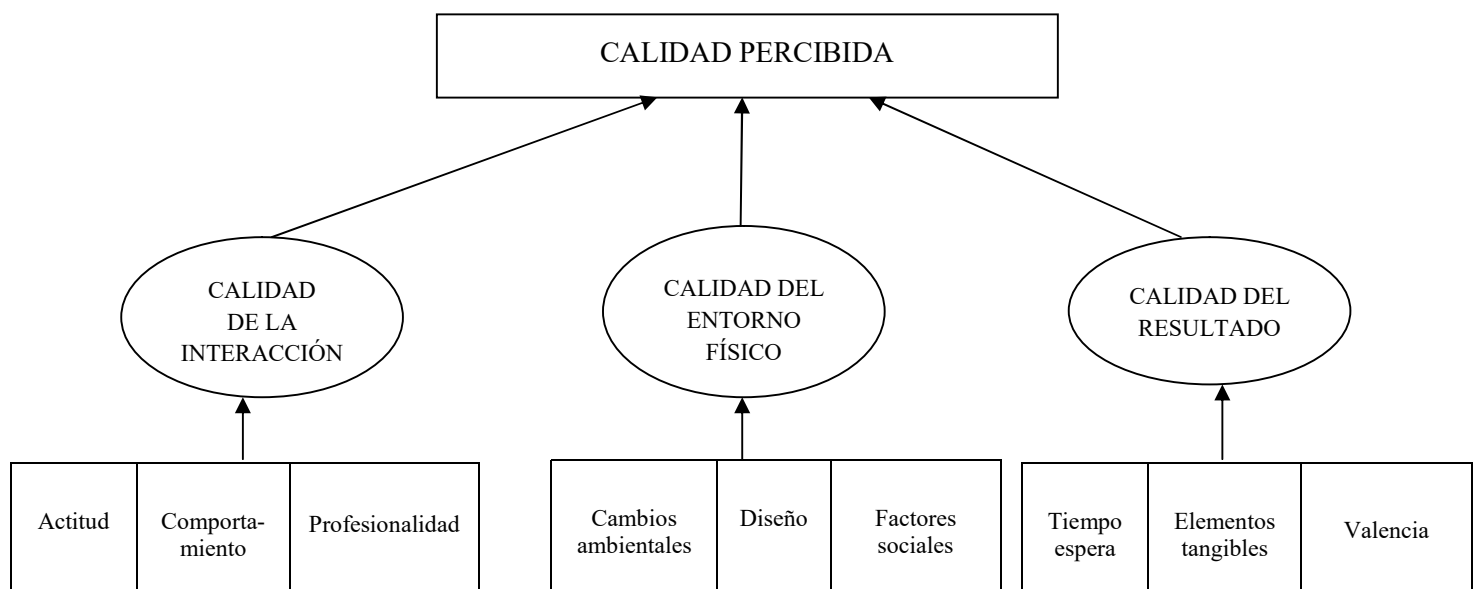 CALIDAD PERCIBIDA
CALIDAD
DE LA
INTERACCIÓN
CALIDAD DEL
ENTORNO
FÍSICO
CALIDAD DEL
RESULTADO
Actitud
Comporta-
miento
Profesionalidad
Cambios
ambientales
Diseño
Factores
sociales
Tiempo
espera
Elementos
tangibles
Valencia